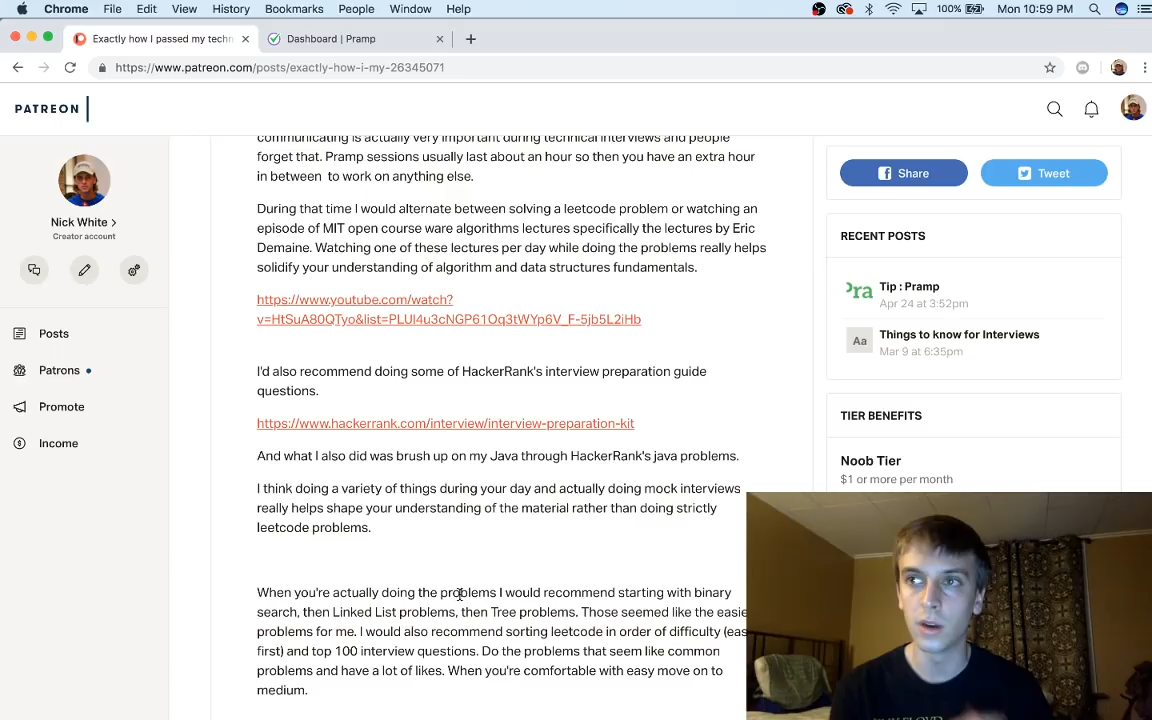 Chrome File Edit View History Bookmarks People Window Help 100% Mon 10:59 PM
Exactly how I passed my techn Dashboard | Pramp
https://www.patreon.com/posts/exactly-how-i-my-26345071
PATREON
Nick White
Creator account
Posts
Patrons
Promote
Income
communicating is actually very important during technical interviews and people
forget that. Pramp sessions usually last about an hour so then you have an extra hour
in between to work on anything else.
During that time I would alternate between solving a leetcode problem or watching an
episode of MIT open course ware algorithms lectures specifically the lectures by Eric
Demaine. Watching one of these lectures per day while doing the problems really helps
solidify your understanding of algorithm and data structures fundamentals.
https://www.youtube.com/watch?
v=HtSuA80QTyo&list=PLUl4u3cNGP61Oq3tWYp6V_F-5jb5L2iHb
I'd also recommend doing some of HackerRank's interview preparation guide
questions.
https://www.hackerrank.com/interview/interview-preparation-kit
And what I also did was brush up on my Java through HackerRank's java problems.
I think doing a variety of things during your day and actually doing mock interviews
really helps shape your understanding of the material rather than doing strictly
leetcode problems.
When you're actually doing the problems I would recommend starting with binary
search, then Linked List problems, then Tree problems. Those seemed like the easie
problems for me. I would also recommend sorting leetcode in order of difficulty (eas
first) and top 100 interview questions. Do the problems that seem like common
problems and have a lot of likes. When you're comfortable with easy move on to
medium.
Share Tweet
RECENT POSTS
Pra
Tip : Pramp
Apr 24 at 3:52pm
Aa
Things to know for Interviews
Mar 9 at 6:35pm
TIER BENEFITS
Noob Tier
$1 or more per month